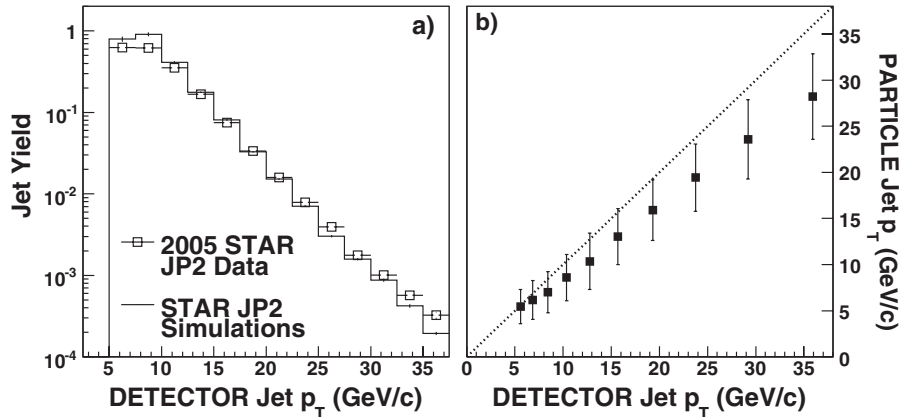 a)
1
10^-1
10^-2
10^-3
10^-4
Jet Yield
2005 STAR
JP2 Data
STAR JP2
Simulations
5 10 15 20 25 30 35
DETECTOR Jet p_T (GeV/c)
b)
35
30
25
20
15
10
5
0
PARTICLE Jet p_T (GeV/c)
0 5 10 15 20 25 30 35
DETECTOR Jet p_T (GeV/c)